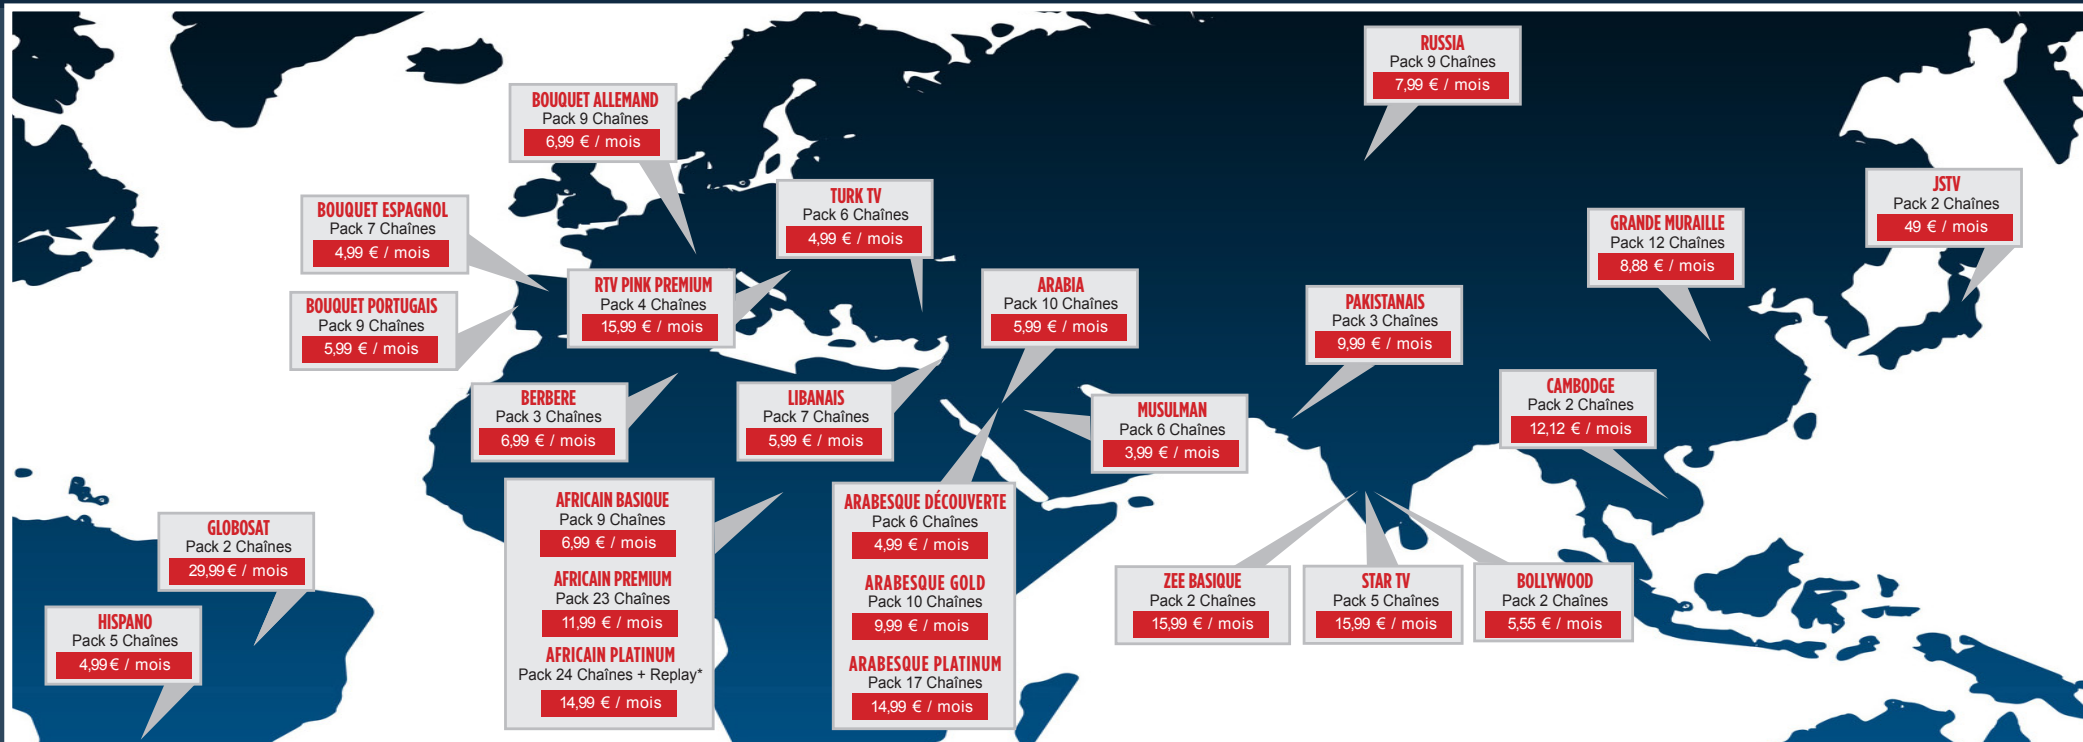 RUSSIA
Pack 9 Chaînes
7,99 € / mois
BOUQUET ALLEMAND
Pack 9 Chaînes
6,99 € / mois
JSTV
Pack 2 Chaînes
49 € / mois
TURK TV
Pack 6 Chaînes
4,99 € / mois
BOUQUET ESPAGNOL
Pack 7 Chaînes
4,99 € / mois
GRANDE MURAILLE
Pack 12 Chaînes
8,88 € / mois
RTV PINK PREMIUM
Pack 4 Chaînes
15,99 € / mois
ARABIA
Pack 10 Chaînes
5,99 € / mois
BOUQUET PORTUGAIS
Pack 9 Chaînes
5,99 € / mois
PAKISTANAIS
Pack 3 Chaînes
9,99 € / mois
CAMBODGE
Pack 2 Chaînes
12,12 € / mois
BERBERE
Pack 3 Chaînes
6,99 € / mois
LIBANAIS
Pack 7 Chaînes
5,99 € / mois
MUSULMAN
Pack 6 Chaînes
3,99 € / mois
AFRICAIN BASIQUE
Pack 9 Chaînes
6,99 € / mois
AFRICAIN PREMIUM
Pack 23 Chaînes
11,99 € / mois
AFRICAIN PLATINUM
Pack 24 Chaînes + Replay*
14,99 € / mois
ARABESQUE DÉCOUVERTE
Pack 6 Chaînes
4,99 € / mois
ARABESQUE GOLD
Pack 10 Chaînes
9,99 € / mois
ARABESQUE PLATINUM
Pack 17 Chaînes
14,99 € / mois
GLOBOSAT
Pack 2 Chaînes
29,99 € / mois
ZEE BASIQUE
Pack 2 Chaînes
15,99 € / mois
STAR TV
Pack 5 Chaînes
15,99 € / mois
BOLLYWOOD
Pack 2 Chaînes
5,55 € / mois
HISPANO
Pack 5 Chaînes
4,99 € / mois